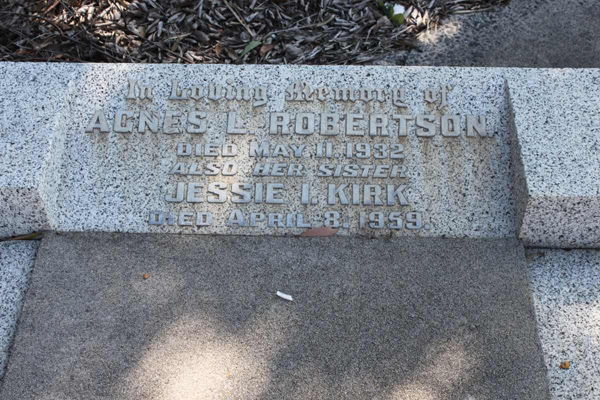 In Loving Memory of
AGNES L. ROBERTSON
DIED MAY 11. 1932
ALSO HER SISTER
JESSIE I. KIRK
DIED APRIL 8. 1959.